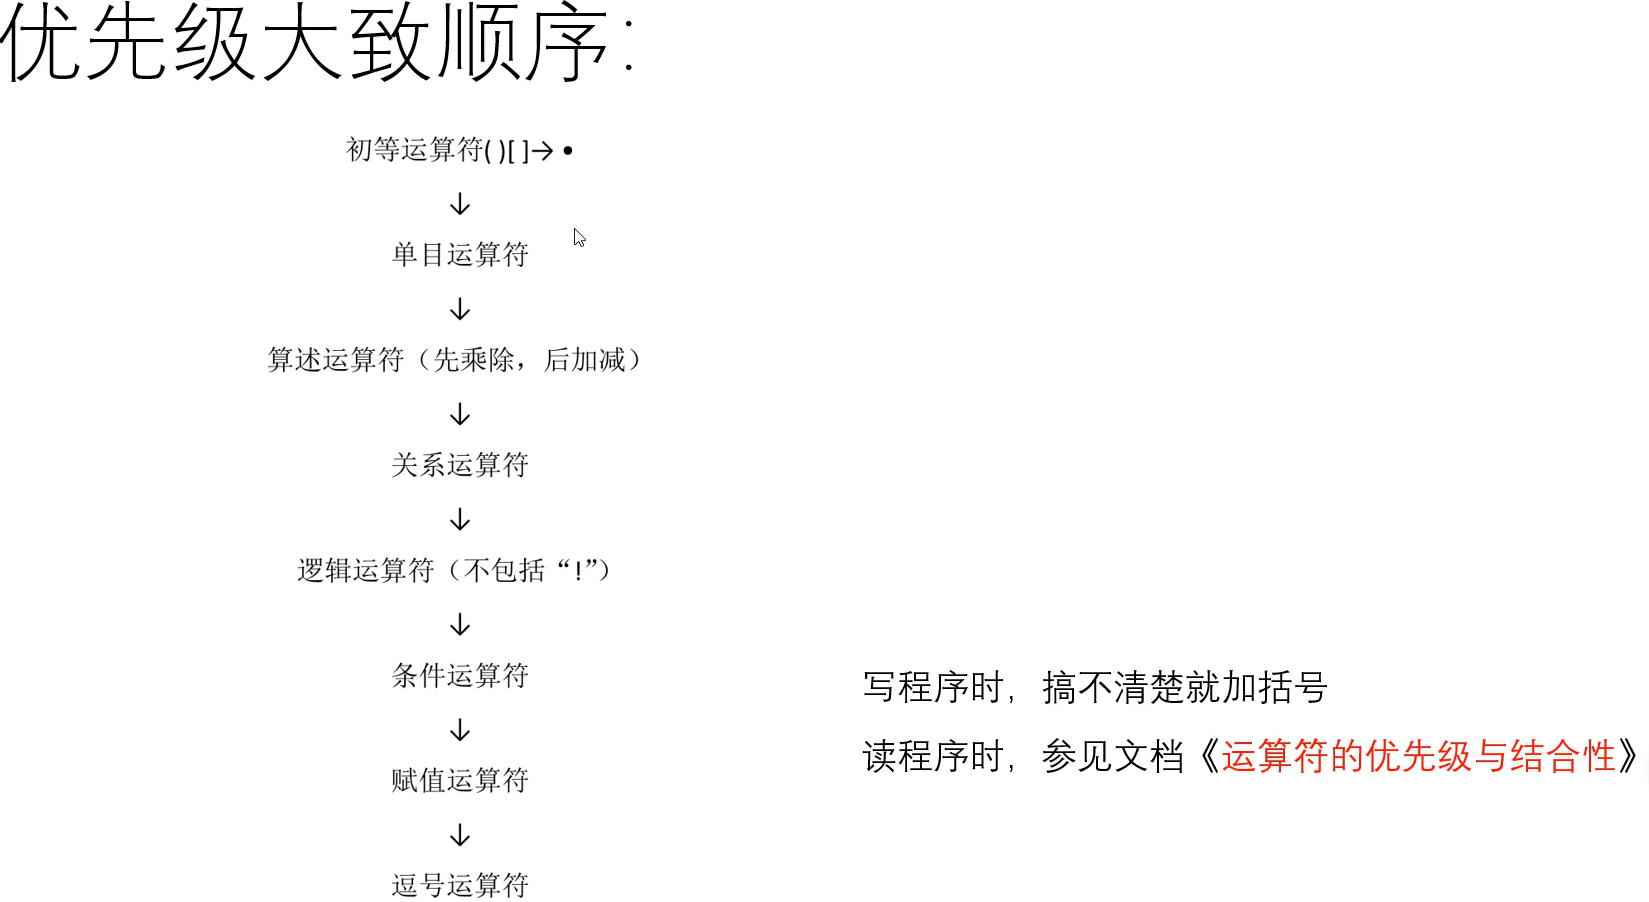 优先级大致顺序：
初等运算符( )[ ]→ •
↓
单目运算符
↓
算述运算符（先乘除，后加减）
↓
关系运算符
↓
逻辑运算符（不包括“!”）
↓
条件运算符
↓
赋值运算符
↓
逗号运算符
写程序时，搞不清楚就加括号
读程序时，参见文档《运算符的优先级与结合性》